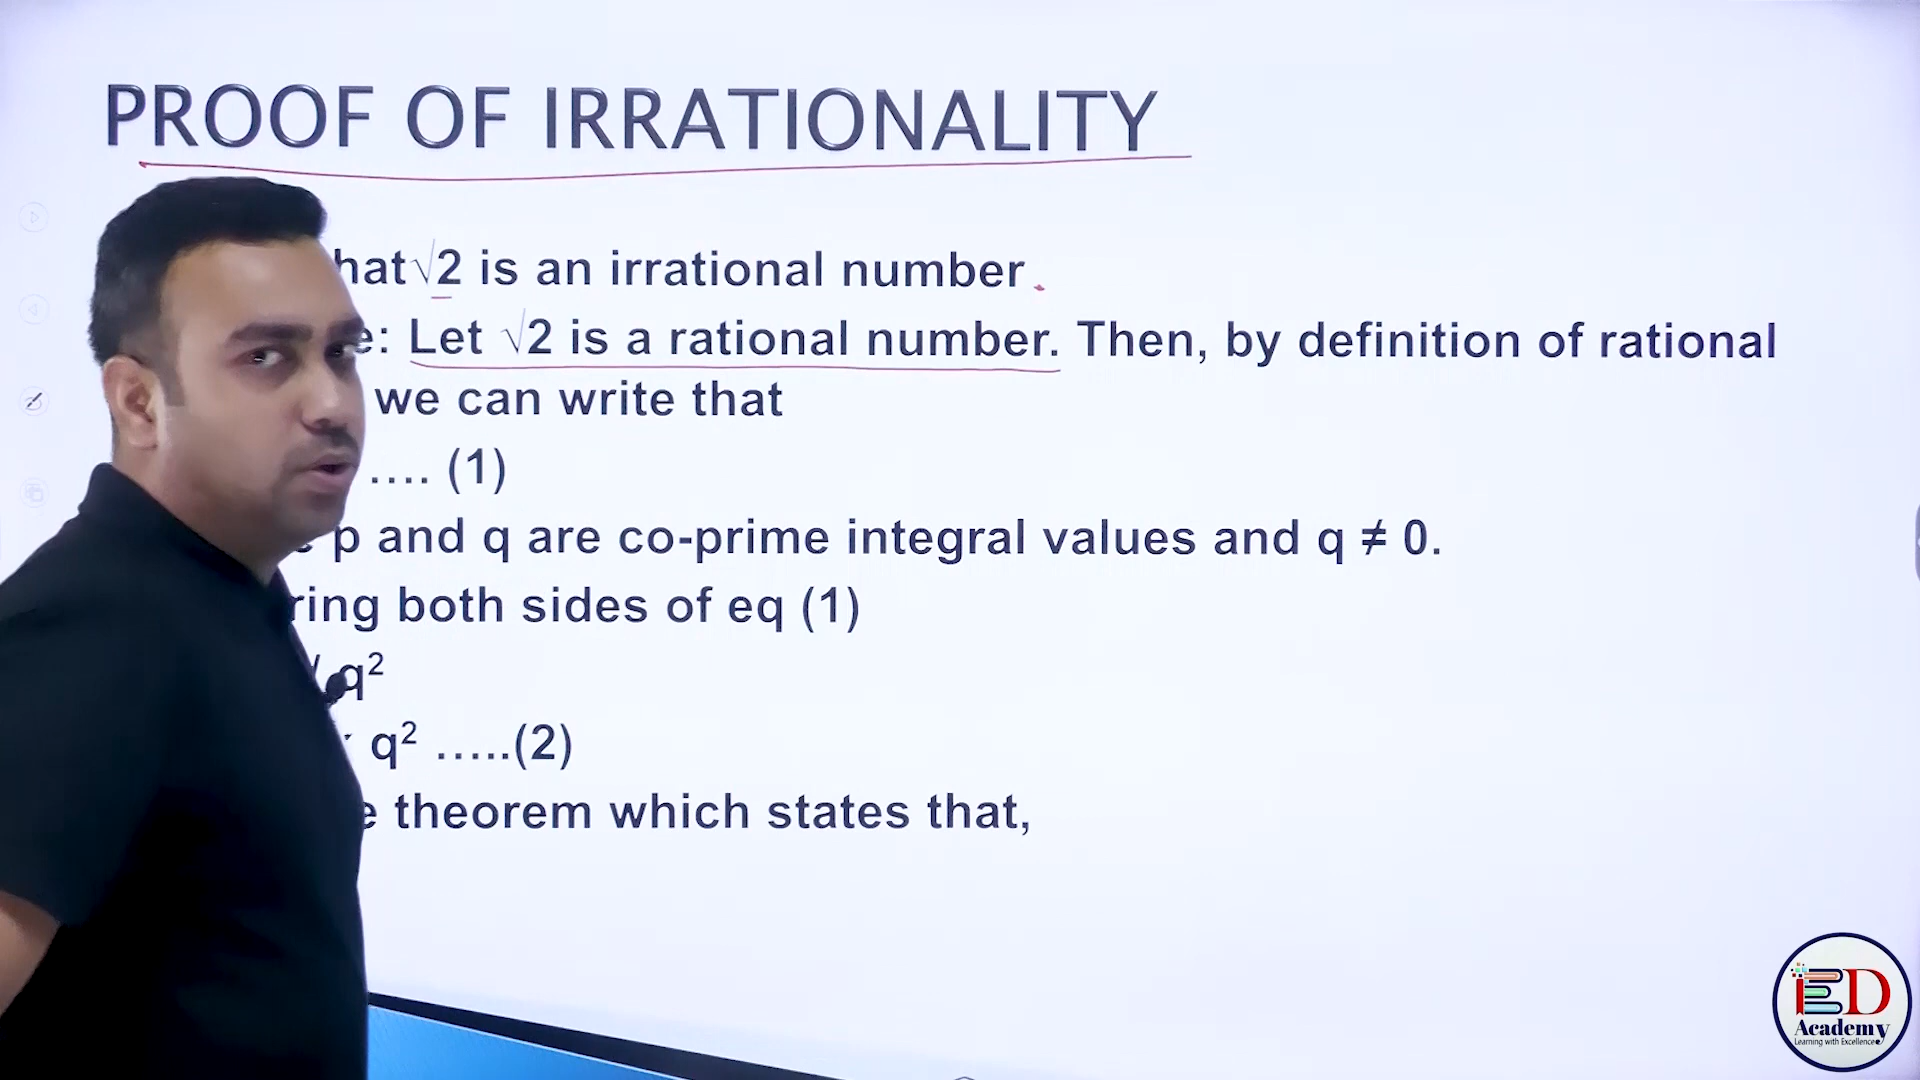 PROOF OF IRRATIONALITY
hat √2 is an irrational number.
e: Let √2 is a rational number. Then, by definition of rational
we can write that
.... (1)
p and q are co-prime integral values and q ≠ 0.
ring both sides of eq (1)
/ q²
q² .....(2)
e theorem which states that,
ED
Academy
Learning with Excellence